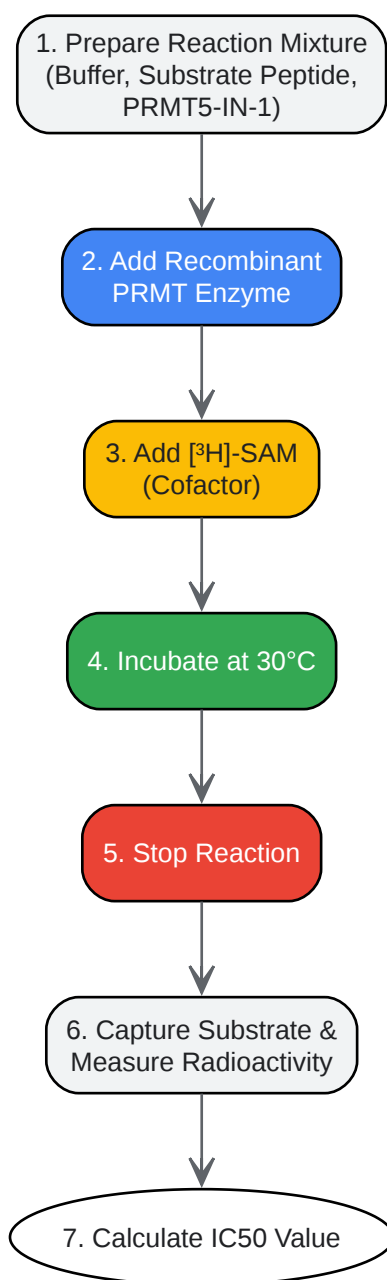 1. Prepare Reaction Mixture
(Buffer, Substrate Peptide,
PRMT5-IN-1)
2. Add Recombinant
PRMT Enzyme
3. Add [³H]-SAM
(Cofactor)
4. Incubate at 30°C
5. Stop Reaction
6. Capture Substrate &
Measure Radioactivity
7. Calculate IC50 Value